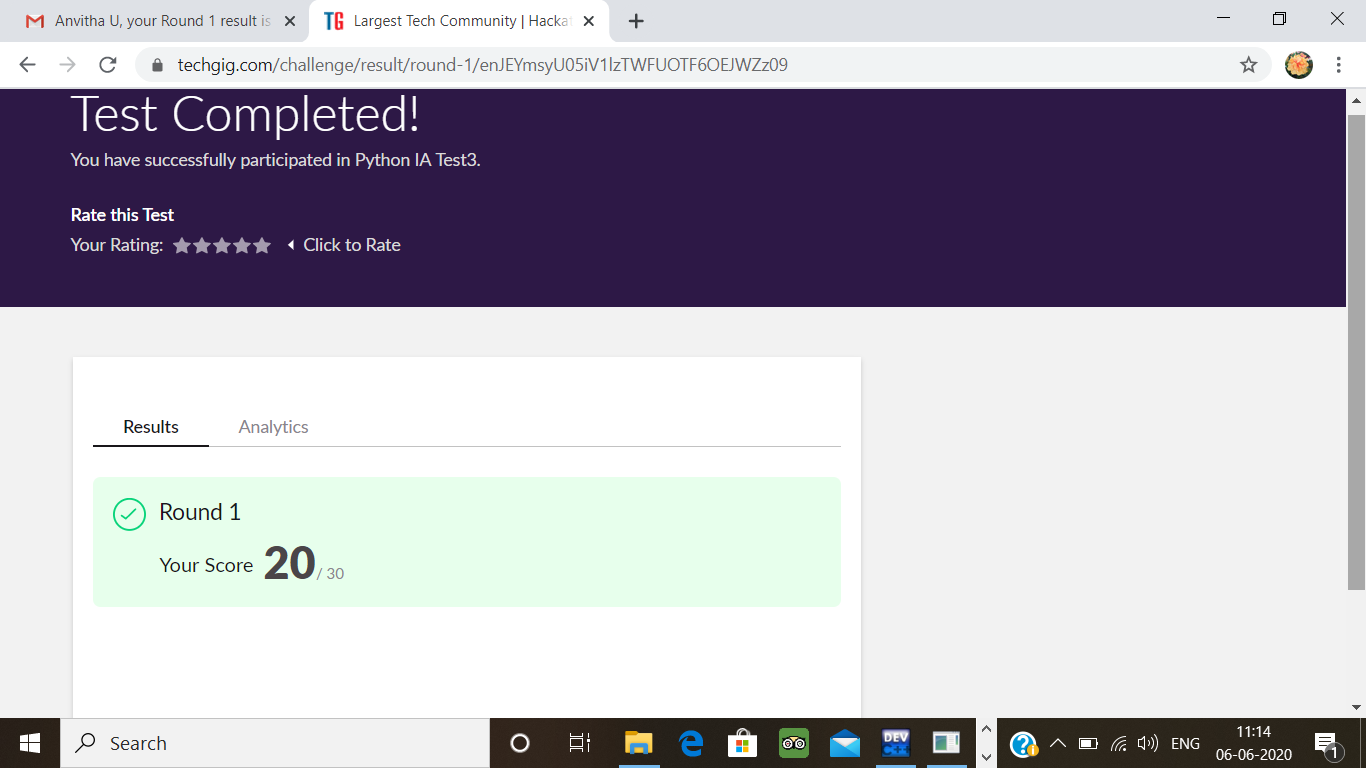 Anvitha U, your Round 1 result is
TG Largest Tech Community | Hacka
techgig.com/challenge/result/round-1/enJEYmsyU05iV1lzTWFUOTF6OEJWZz09
Test Completed!
You have successfully participated in Python IA Test3.
Rate this Test
Your Rating: Click to Rate
Results Analytics
Round 1
Your Score 20 / 30
Search
DEV
C++
ENG
11:14
06-06-2020
1